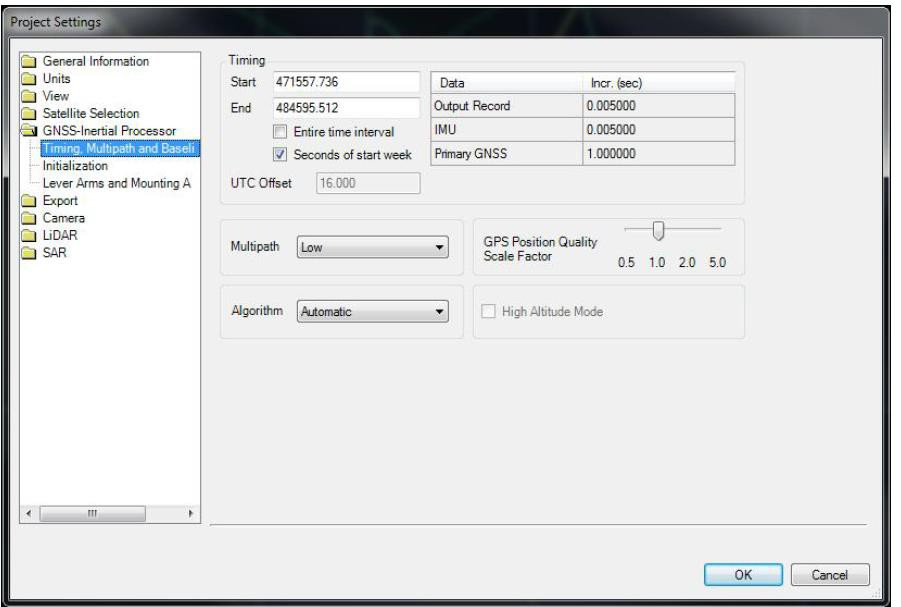 Project Settings
General Information
Units
View
Satellite Selection
GNSS-Inertial Processor
Timing, Multipath and Baseli
Initialization
Lever Arms and Mounting A
Export
Camera
LiDAR
SAR
Timing
Start 471557.736
End 484595.512
Entire time interval
Seconds of start week
UTC Offset 16.000
Data Incr. (sec)
Output Record 0.005000
IMU 0.005000
Primary GNSS 1.000000
Multipath Low
GPS Position Quality
Scale Factor
0.5 1.0 2.0 5.0
Algorithm Automatic
High Altitude Mode
OK Cancel